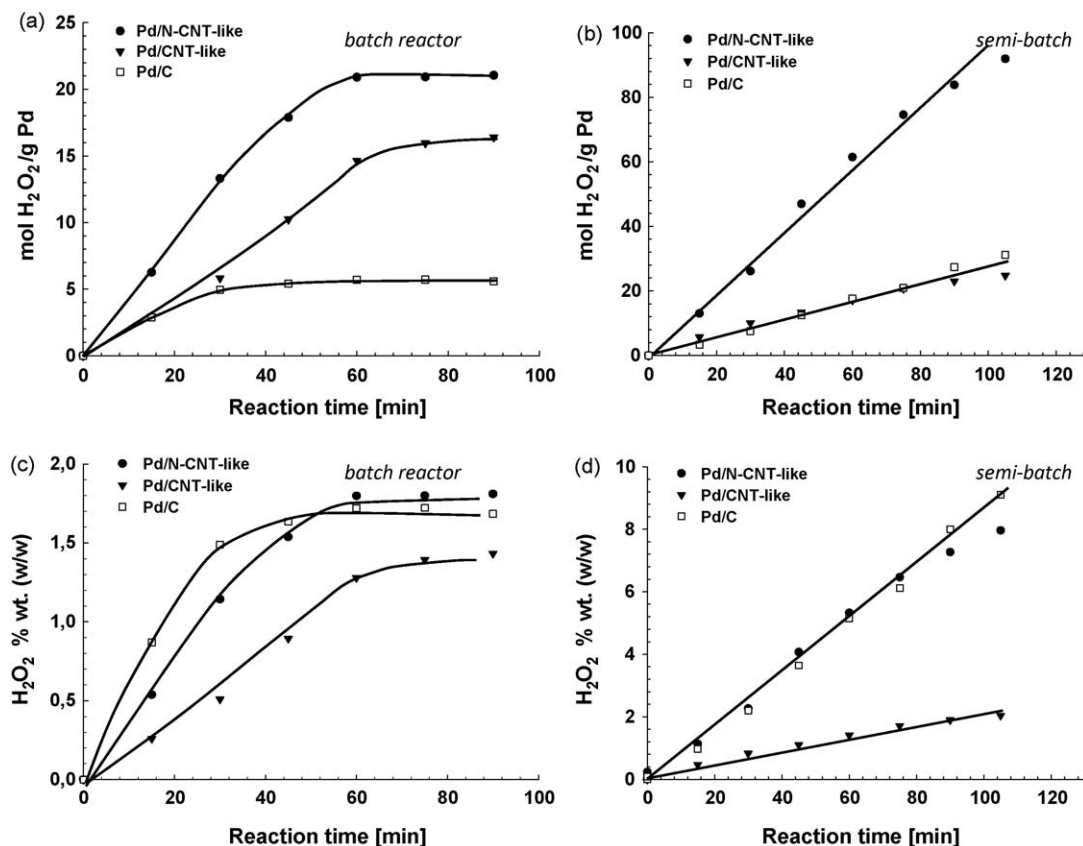 (a)
Pd/N-CNT-like
Pd/CNT-like
Pd/C
batch reactor
mol H₂O₂/g Pd
25
20
15
10
5
0
0 20 40 60 80 100
Reaction time [min]
(b)
Pd/N-CNT-like
Pd/CNT-like
Pd/C
semi-batch
mol H₂O₂/g Pd
100
80
60
40
20
0
0 20 40 60 80 100 120
Reaction time [min]
(c)
Pd/N-CNT-like
Pd/CNT-like
Pd/C
batch reactor
H₂O₂ % wt. (w/w)
2,0
1,5
1,0
0,5
0,0
0 20 40 60 80 100
Reaction time [min]
(d)
Pd/N-CNT-like
Pd/CNT-like
Pd/C
semi-batch
H₂O₂ % wt. (w/w)
10
8
6
4
2
0
0 20 40 60 80 100 120
Reaction time [min]